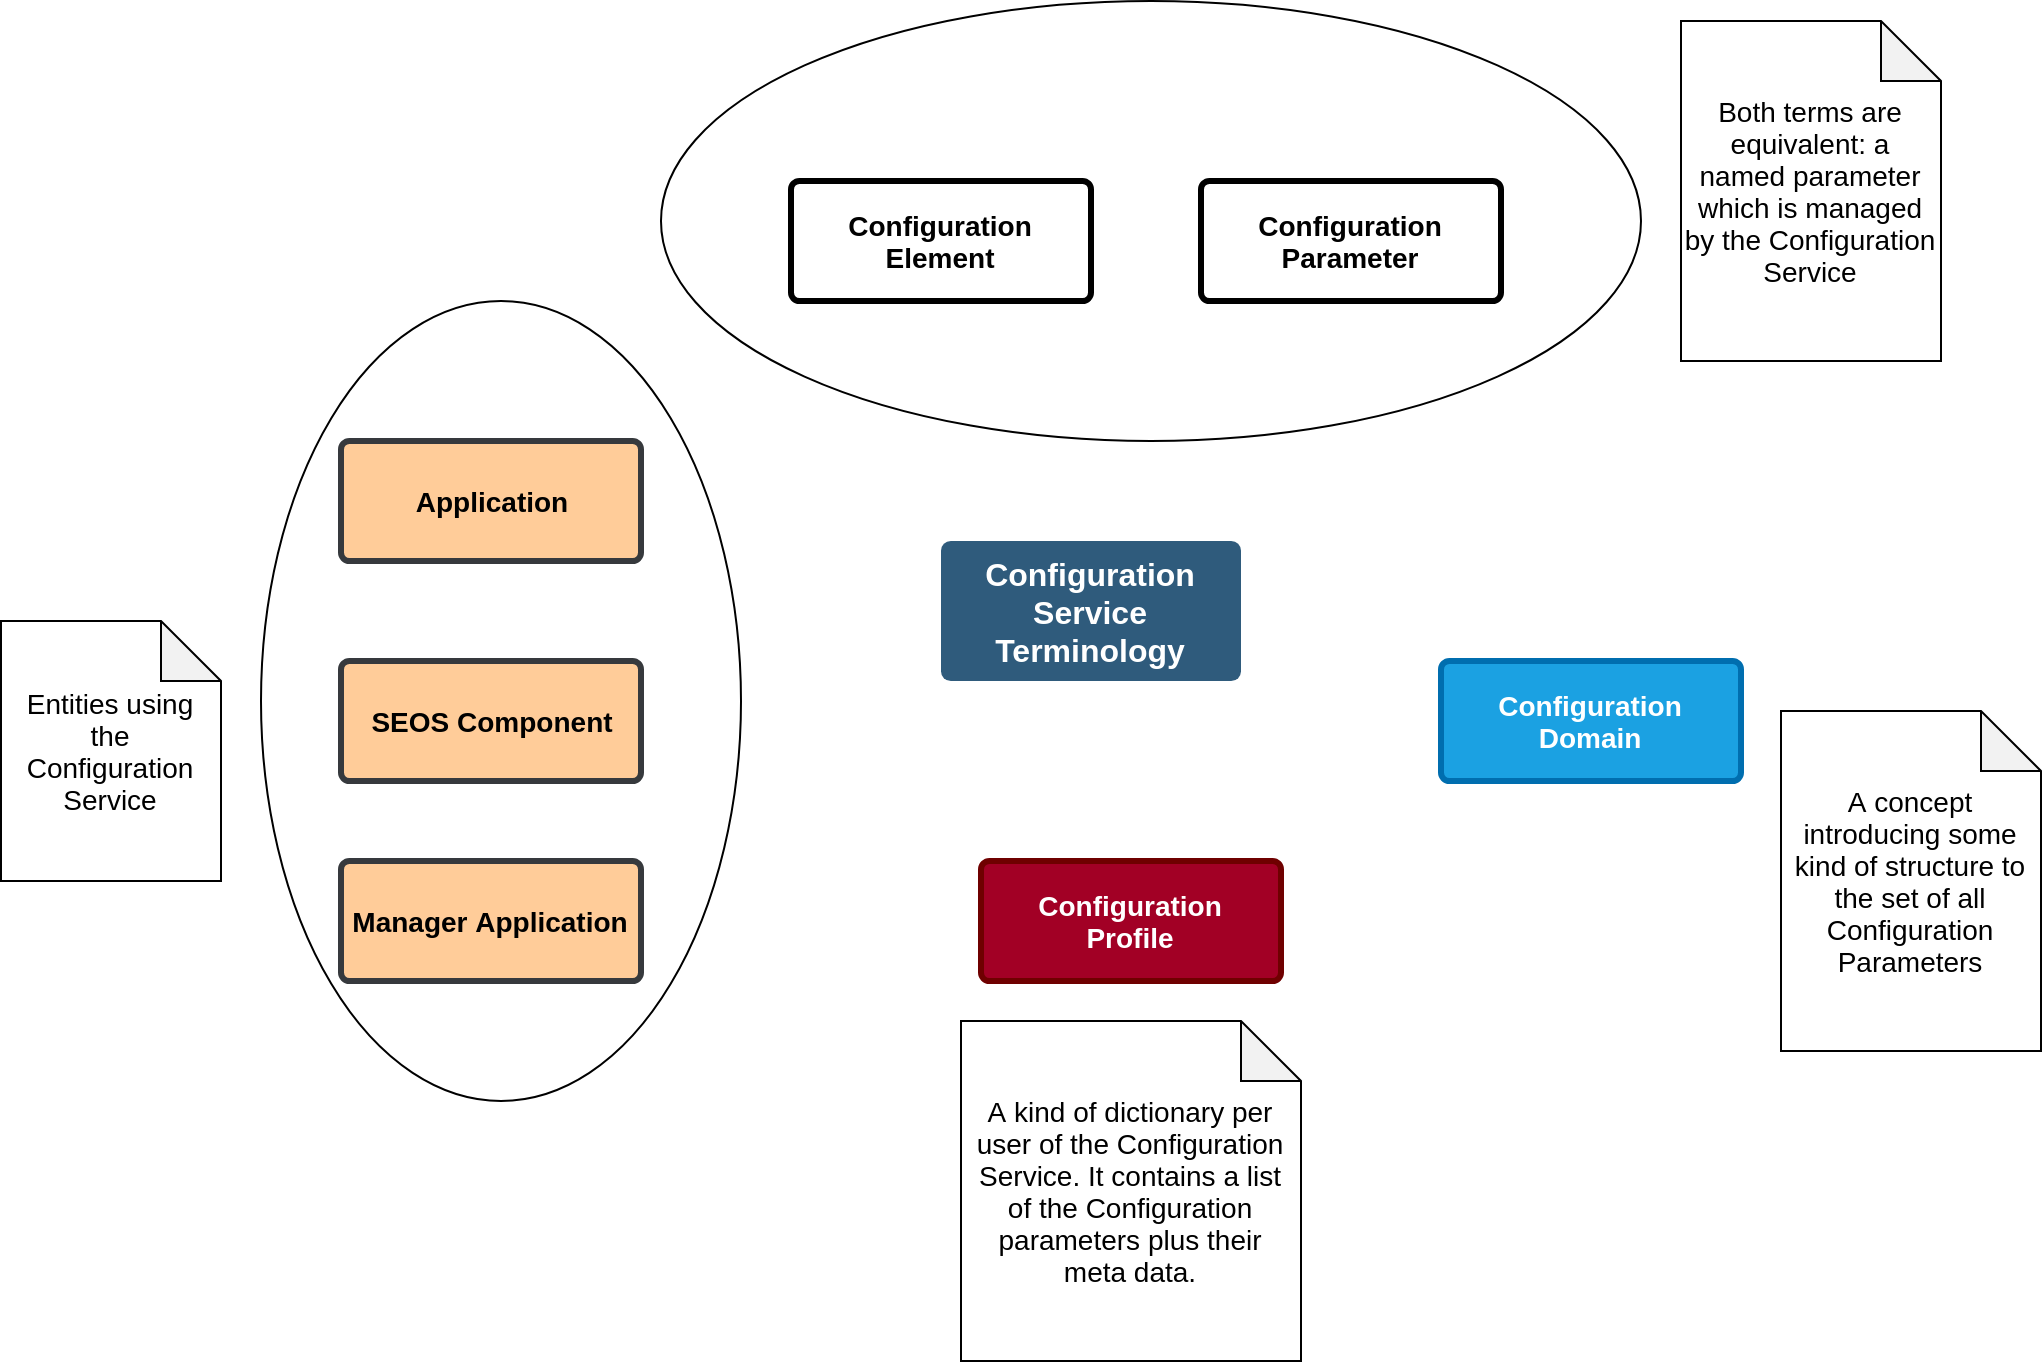 Both terms are
equivalent: a
named parameter
which is managed
by the Configuration
Service
Configuration
Element
Configuration
Parameter
Application
Configuration
Service
Terminology
SEOS Component
Configuration
Domain
Entities using
the
Configuration
Service
A concept
introducing some
kind of structure to
the set of all
Configuration
Parameters
Manager Application
Configuration
Profile
A kind of dictionary per
user of the Configuration
Service. It contains a list
of the Configuration
parameters plus their
meta data.